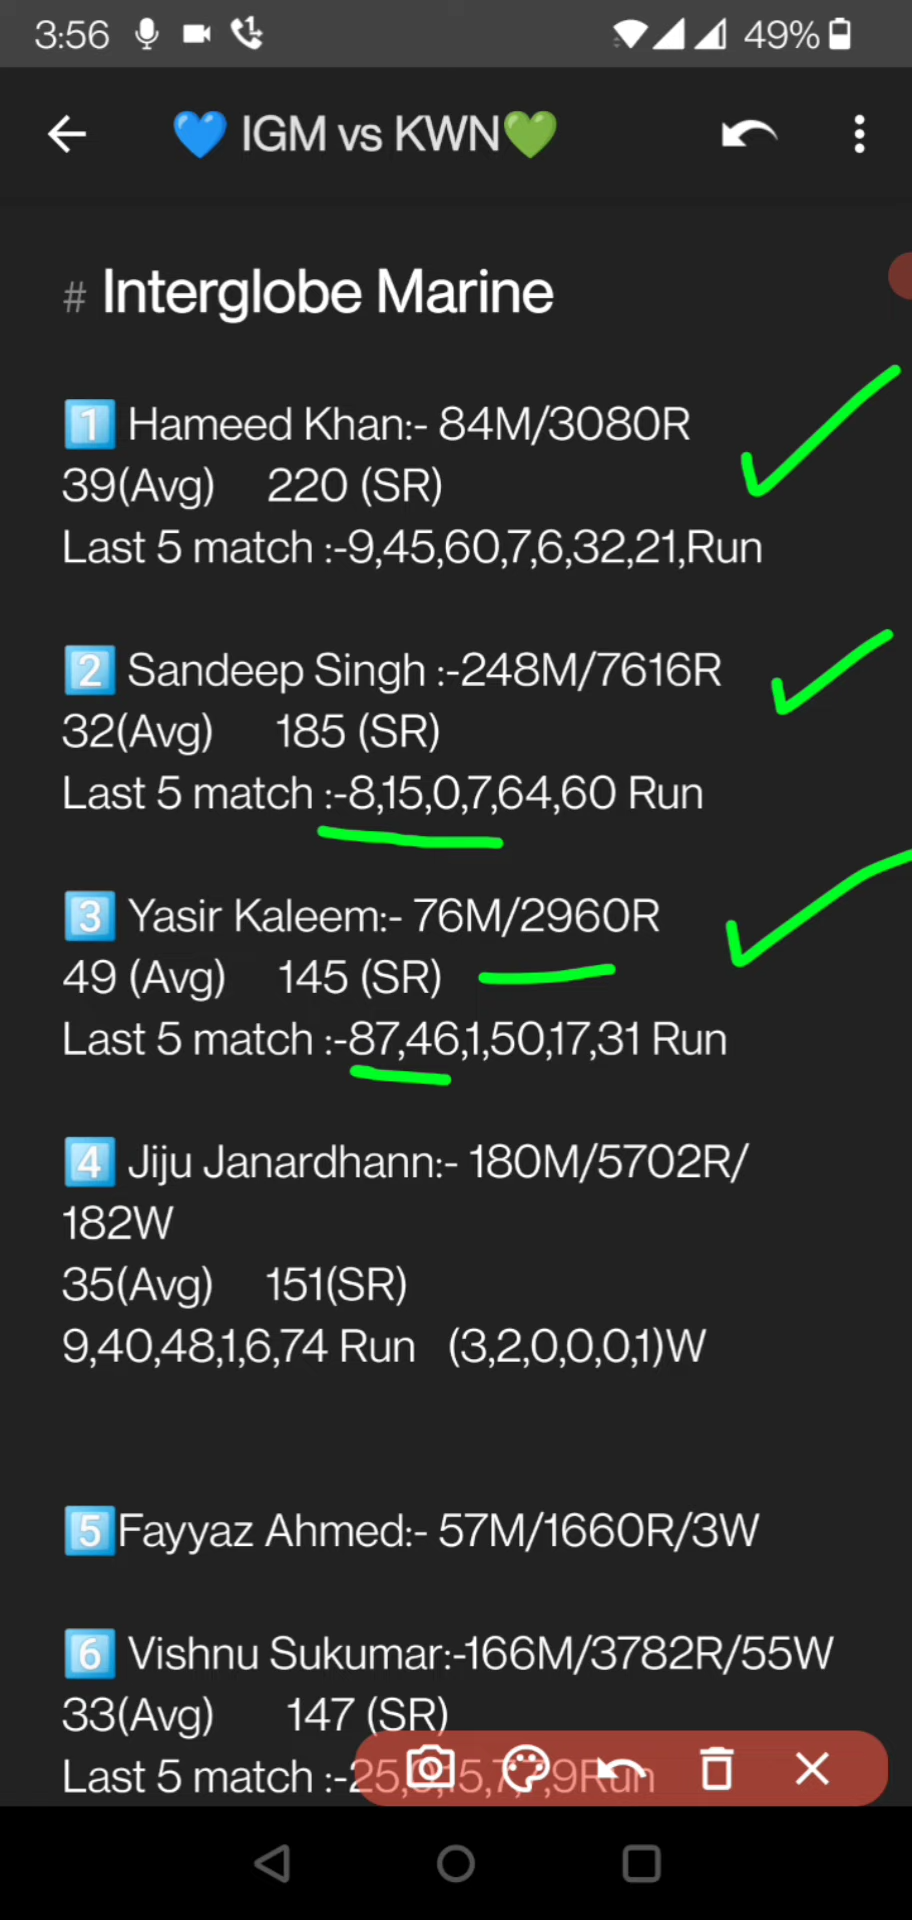 3:56 49%
💙 IGM vs KWN💚
# Interglobe Marine
1️⃣ Hameed Khan:- 84M/3080R
39(Avg) 220 (SR)
Last 5 match :-9,45,60,7,6,32,21,Run
2️⃣ Sandeep Singh :-248M/7616R
32(Avg) 185 (SR)
Last 5 match :-8,15,0,7,64,60 Run
3️⃣ Yasir Kaleem:- 76M/2960R
49 (Avg) 145 (SR)
Last 5 match :-87,46,1,50,17,31 Run
4️⃣ Jiju Janardhann:- 180M/5702R/
182W
35(Avg) 151(SR)
9,40,48,1,6,74 Run (3,2,0,0,0,1)W
5️⃣Fayyaz Ahmed:- 57M/1660R/3W
6️⃣ Vishnu Sukumar:-166M/3782R/55W
33(Avg) 147 (SR)
Last 5 match :-25,